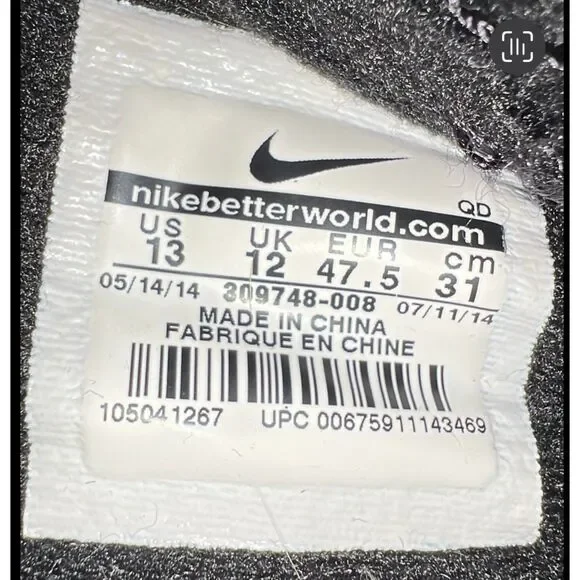 QD
nikebetterworld.com
US UK EUR cm
13 12 47.5 31
05/14/14 309748-008 07/11/14
MADE IN CHINA
FABRIQUE EN CHINE
105041267 UPC 00675911143469